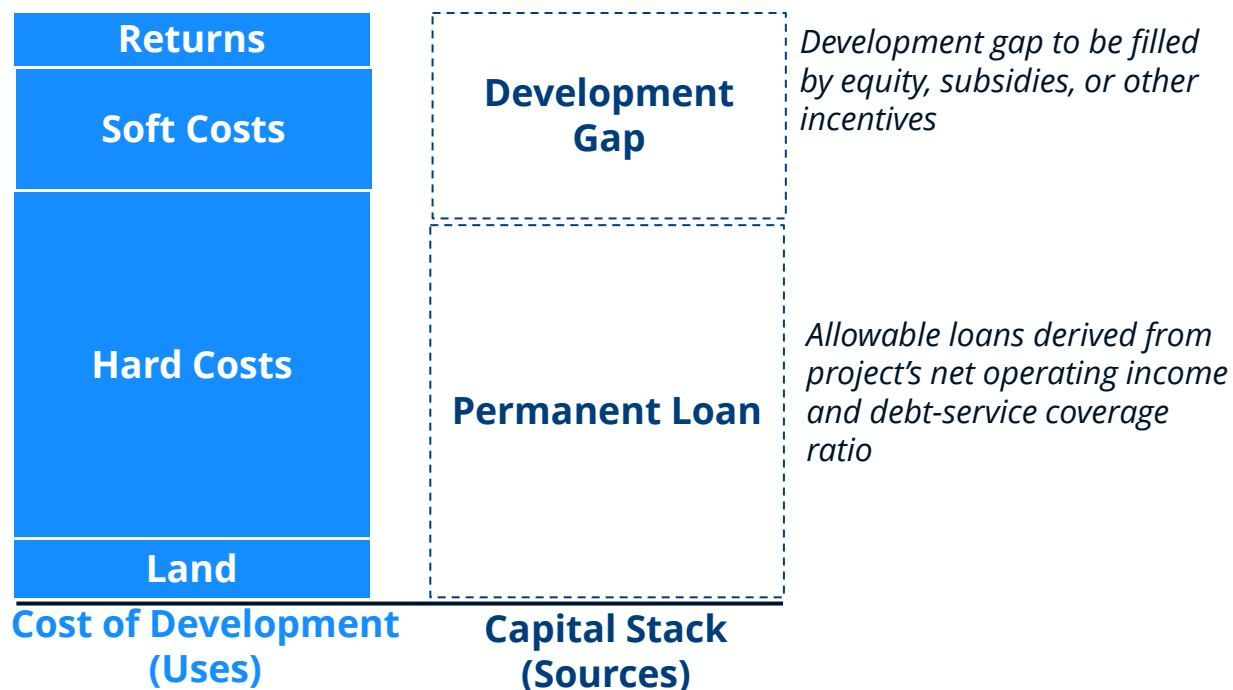 Returns
Soft Costs
Hard Costs
Land
Cost of Development
(Uses)
Development
Gap
Permanent Loan
Capital Stack
(Sources)
Development gap to be filled
by equity, subsidies, or other
incentives
Allowable loans derived from
project’s net operating income
and debt-service coverage
ratio